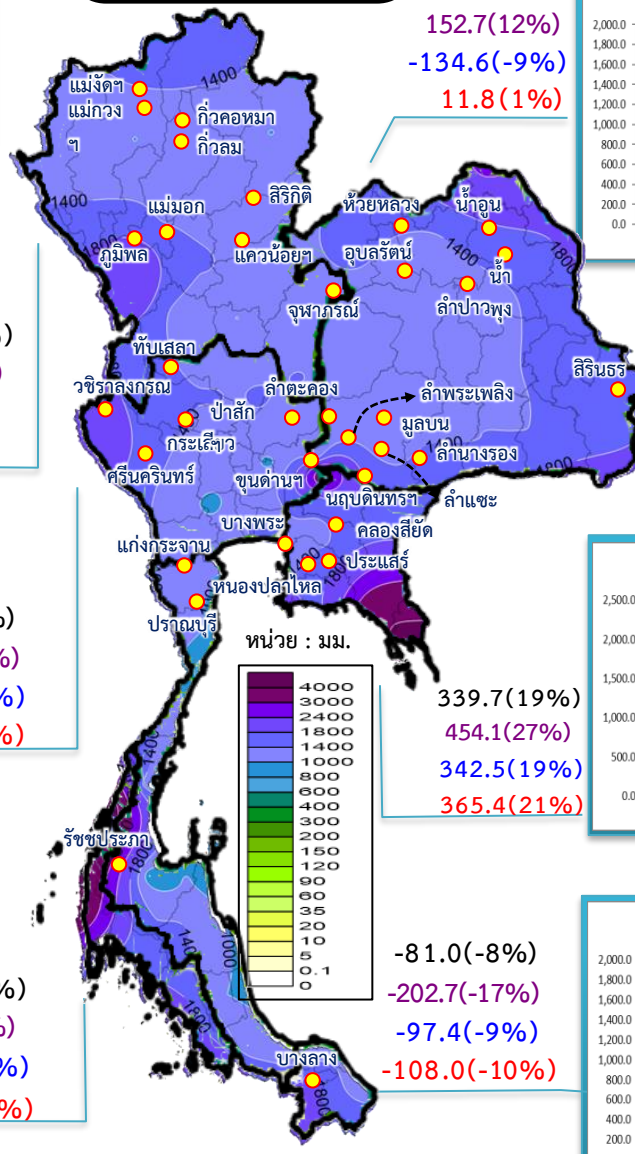 152.7(12%)
-134.6(-9%)
11.8(1%)
2,000.0
1,800.0
1,600.0
1,400.0
1,200.0
1,000.0
800.0
600.0
400.0
200.0
0.0
1400
แม่งัดฯ
แม่กวง
ฯ
กิ่วคอหมา
กิ่วลม
1400
สิริกิติ์
แม่มอก
1800
ภูมิพล
แควน้อยฯ
ห้วยหลวง
น้ำอูน
1800
1400
อุบลรัตน์
น้ำ
ลำปาวพุง
จุฬาภรณ์
ทับเสลา
สิรินธร
วชิราลงกรณ
ป่าสัก
ลำตะคอง
ลำพระเพลิง
มูลบน
กระเสียว
1400
ลำนางรอง
1800
ศรีนครินทร์
ขุนด่านฯ
นฤบดินทรฯ
ลำแซะ
บางพระ
คลองสียัด
แก่งกระจาน
ประแสร์
1800
หนองปลาไหล
ปราณบุรี
หน่วย : มม.
4000
3000
2400
1800
1400
1000
800
600
400
300
200
150
120
90
60
35
20
10
5
0.1
0
%)
%)
%)
%)
339.7(19%)
454.1(27%)
342.5(19%)
365.4(21%)
2,500.0
2,000.0
1,500.0
1,000.0
500.0
0.0
1400
รัชชประภา
1800
1400
1000
1800
%)
%)
%)
%)
-81.0(-8%)
-202.7(-17%)
-97.4(-9%)
-108.0(-10%)
บางลาง
1800
2,000.0
1,800.0
1,600.0
1,400.0
1,200.0
1,000.0
800.0
600.0
400.0
200.0